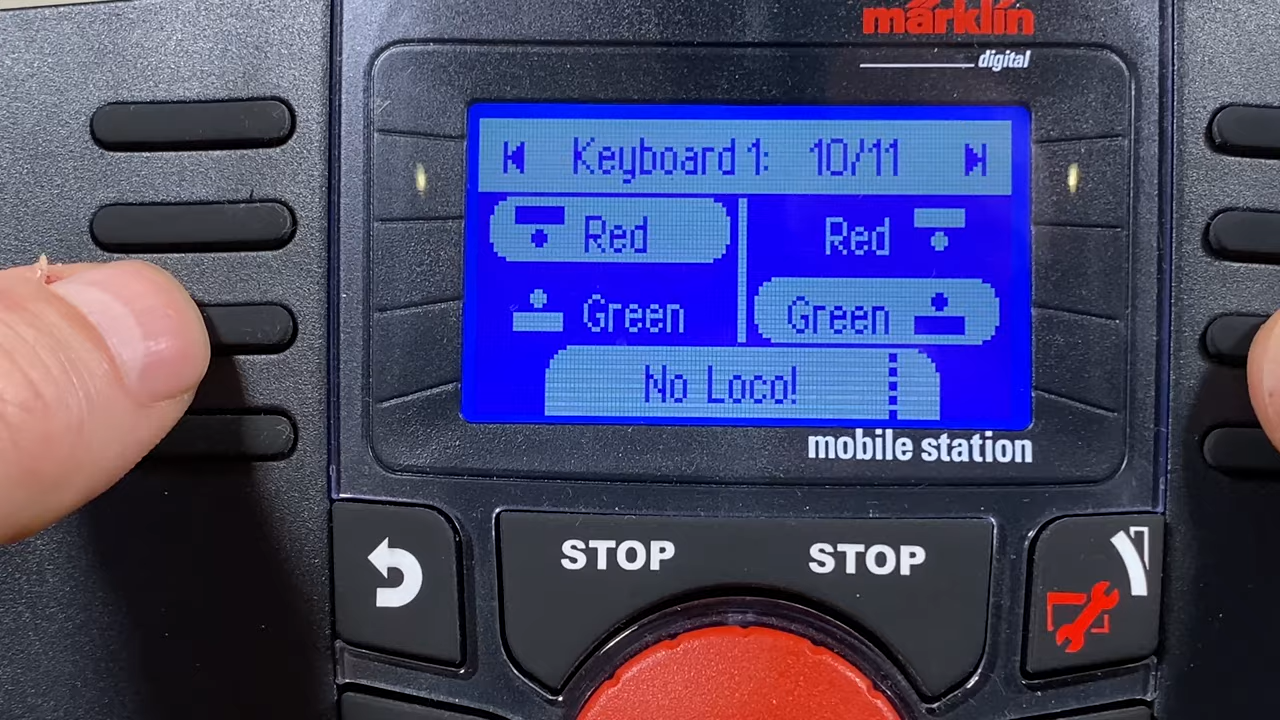 märklin
digital
Keyboard 1: 10/11
Red Red
Green Green
No Loco!
mobile station
STOP STOP